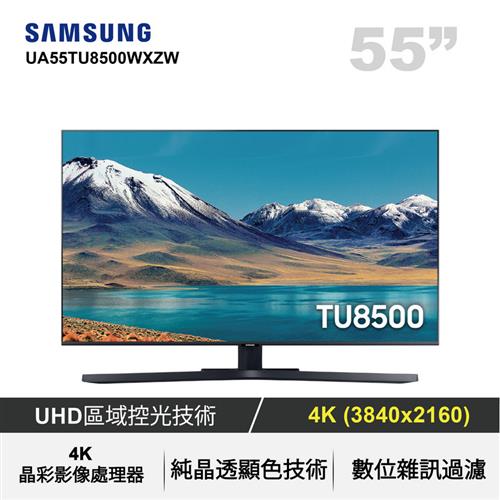 SAMSUNG
UA55TU8500WXZW
55”
TU8500
SAMSUNG
UHD區域控光技術
4K (3840x2160)
4K
晶彩影像處理器
純晶透顯色技術
數位雜訊過濾